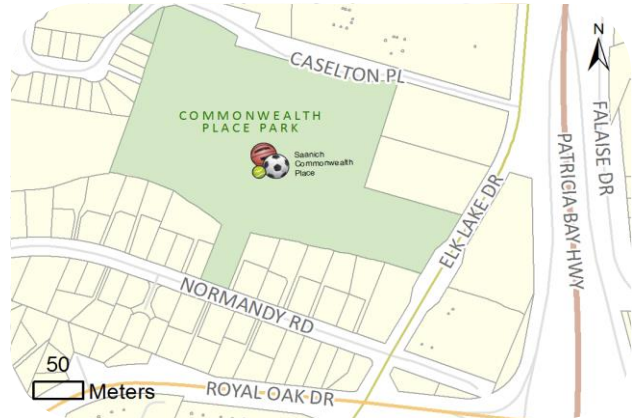 N
CASELTON PL
COMMONWEALTH
PLACE PARK
Saanich
Commonwealth
Place
FALAISE DR
PATRICIA BAY HWY
ELK LAKE DR
NORMANDY RD
50
Meters
ROYAL OAK DR